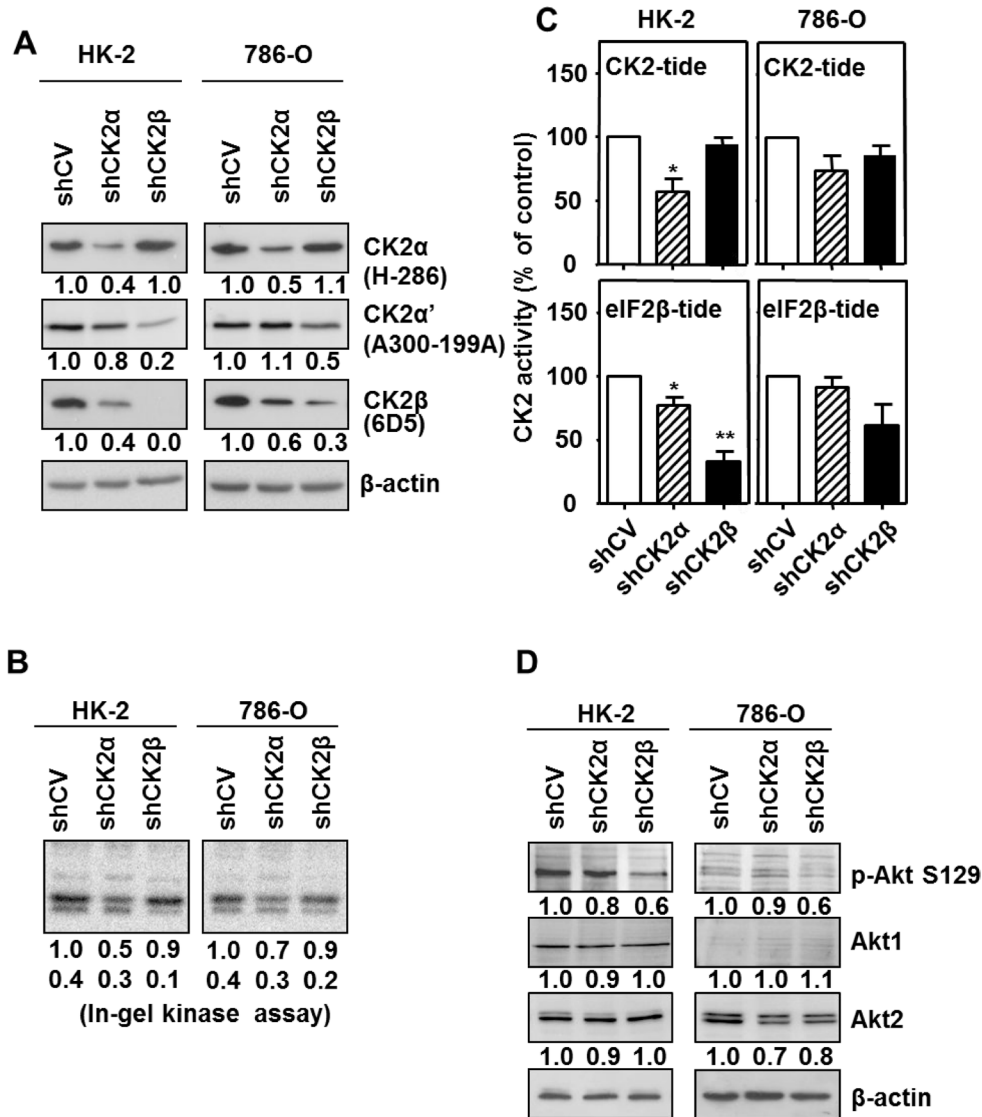 A
HK-2 786-O
shCV shCK2α shCK2β shCV shCK2α shCK2β
CK2α
(H-286)
1.0 0.4 1.0 1.0 0.5 1.1
CK2α’
(A300-199A)
1.0 0.8 0.2 1.0 1.1 0.5
CK2β
(6D5)
1.0 0.4 0.0 1.0 0.6 0.3
β-actin
C
HK-2 786-O
CK2 activity (% of control)
150 CK2-tide CK2-tide
100
*
50
0
150 eIF2β-tide eIF2β-tide
100
*
50 **
0
shCV shCK2α shCK2β shCV shCK2α shCK2β
B
HK-2 786-O
shCV shCK2α shCK2β shCV shCK2α shCK2β
1.0 0.5 0.9 1.0 0.7 0.9
0.4 0.3 0.1 0.4 0.3 0.2
(In-gel kinase assay)
D
HK-2 786-O
shCV shCK2α shCK2β shCV shCK2α shCK2β
p-Akt S129
1.0 0.8 0.6 1.0 0.9 0.6
Akt1
1.0 0.9 1.0 1.0 1.0 1.1
Akt2
1.0 0.9 1.0 1.0 0.7 0.8
β-actin